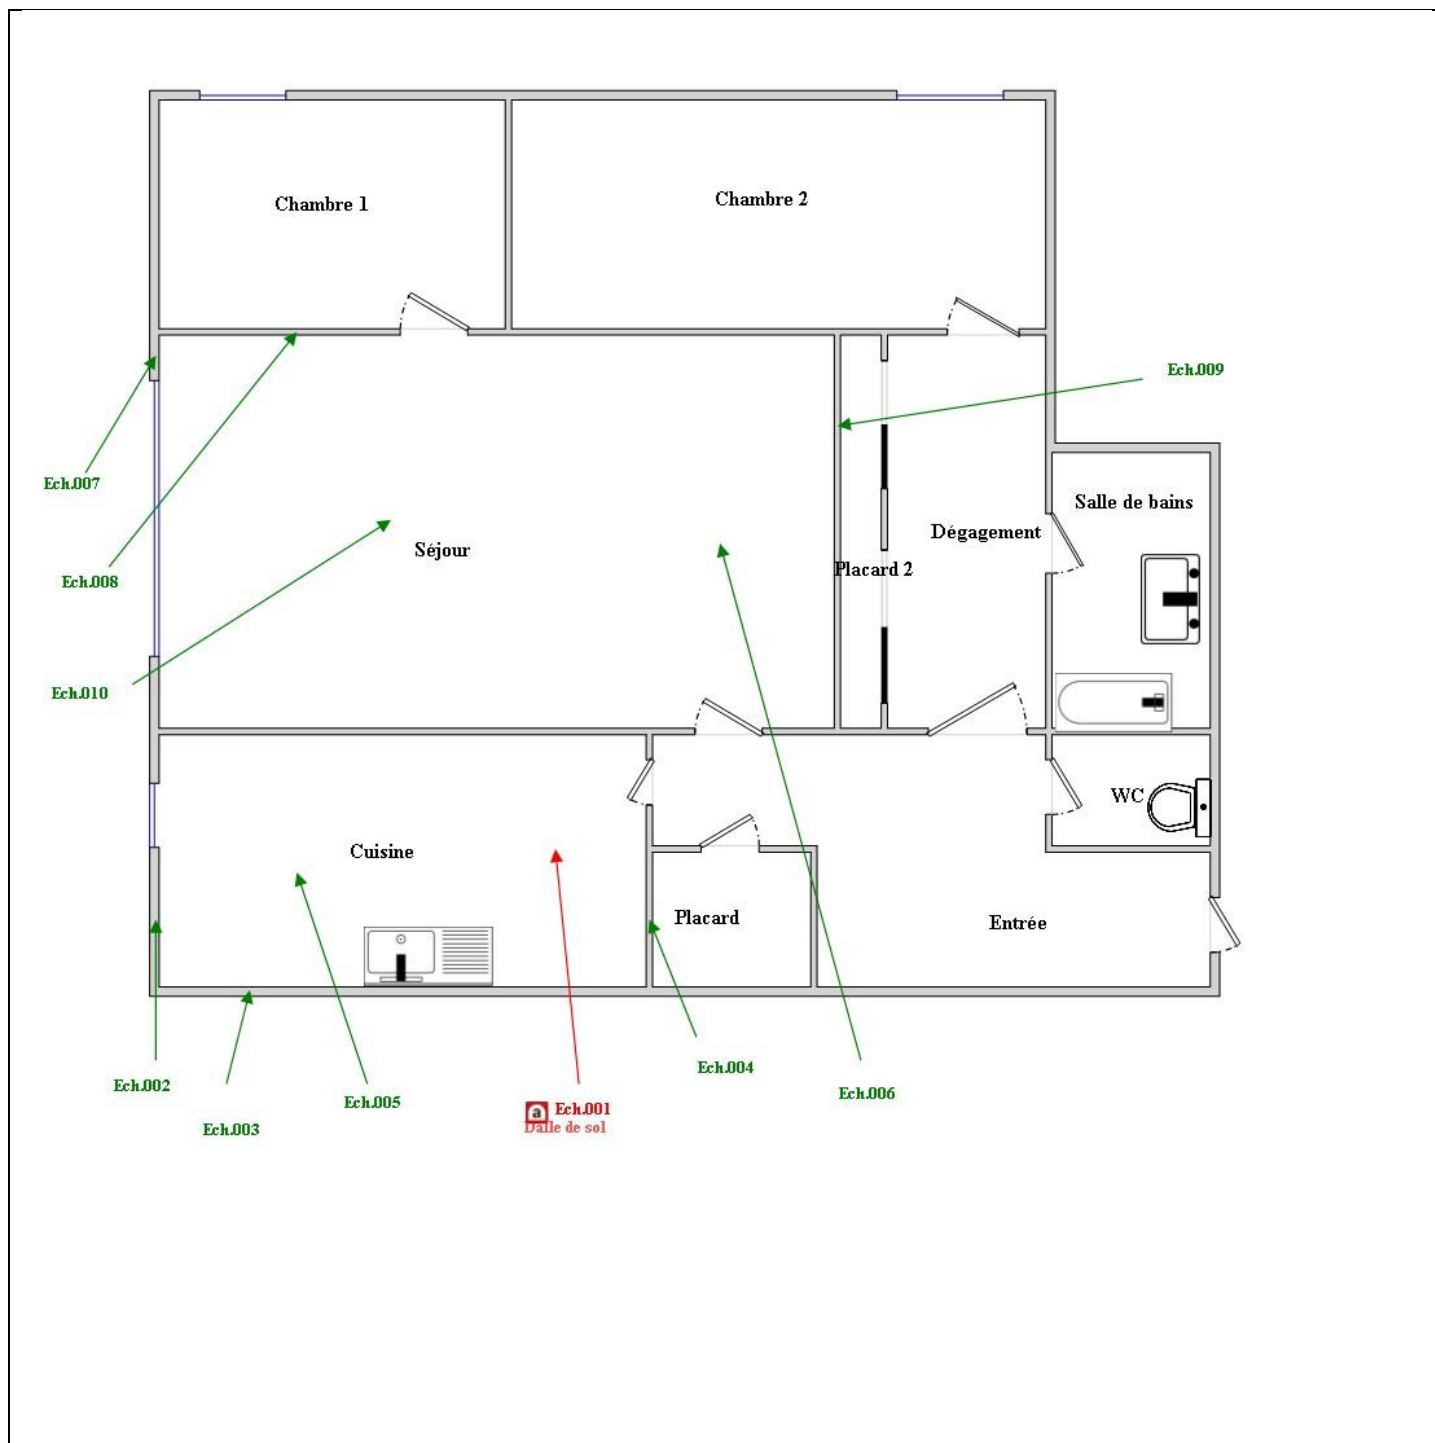 Chambre 1
Chambre 2
Ech.009
Ech.007
Salle de bains
Dégagement
Séjour
Placard 2
Ech.008
Ech.010
WC
Cuisine
Placard
Entrée
Ech.004
Ech.002
Ech.005
Ech.006
a Ech.001
Dalle de sol
Ech.003